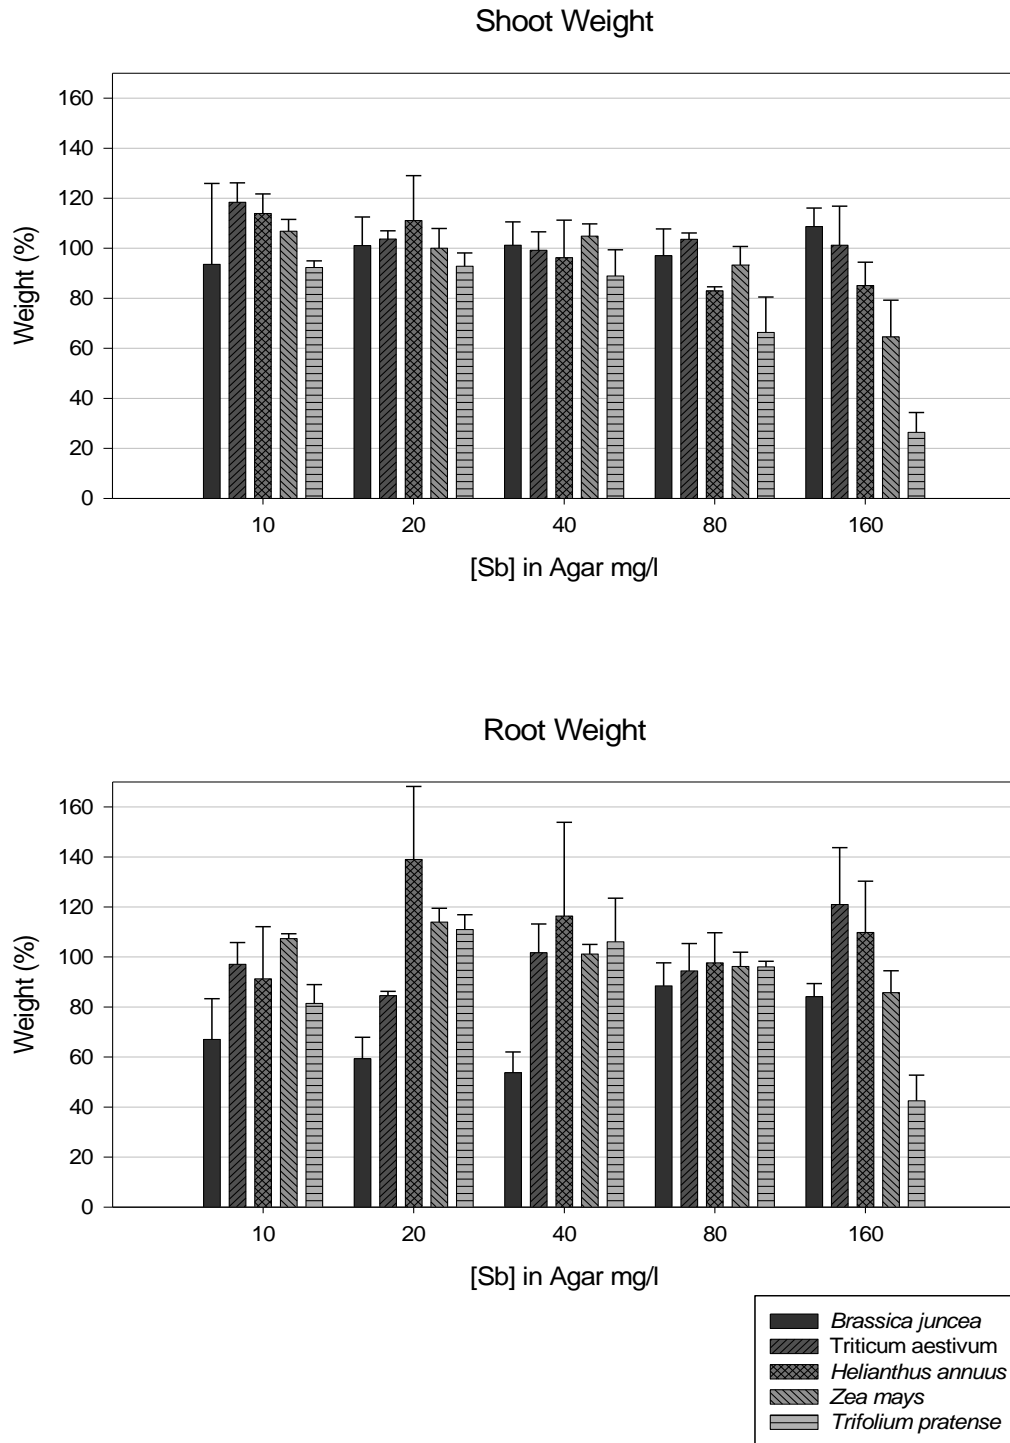 Shoot Weight
160
140
120
100
80
60
40
20
0
Weight (%)
10 20 40 80 160
[Sb] in Agar mg/l
Root Weight
160
140
120
100
80
60
40
20
0
Weight (%)
10 20 40 80 160
[Sb] in Agar mg/l
Brassica juncea
Triticum aestivum
Helianthus annuus
Zea mays
Trifolium pratense